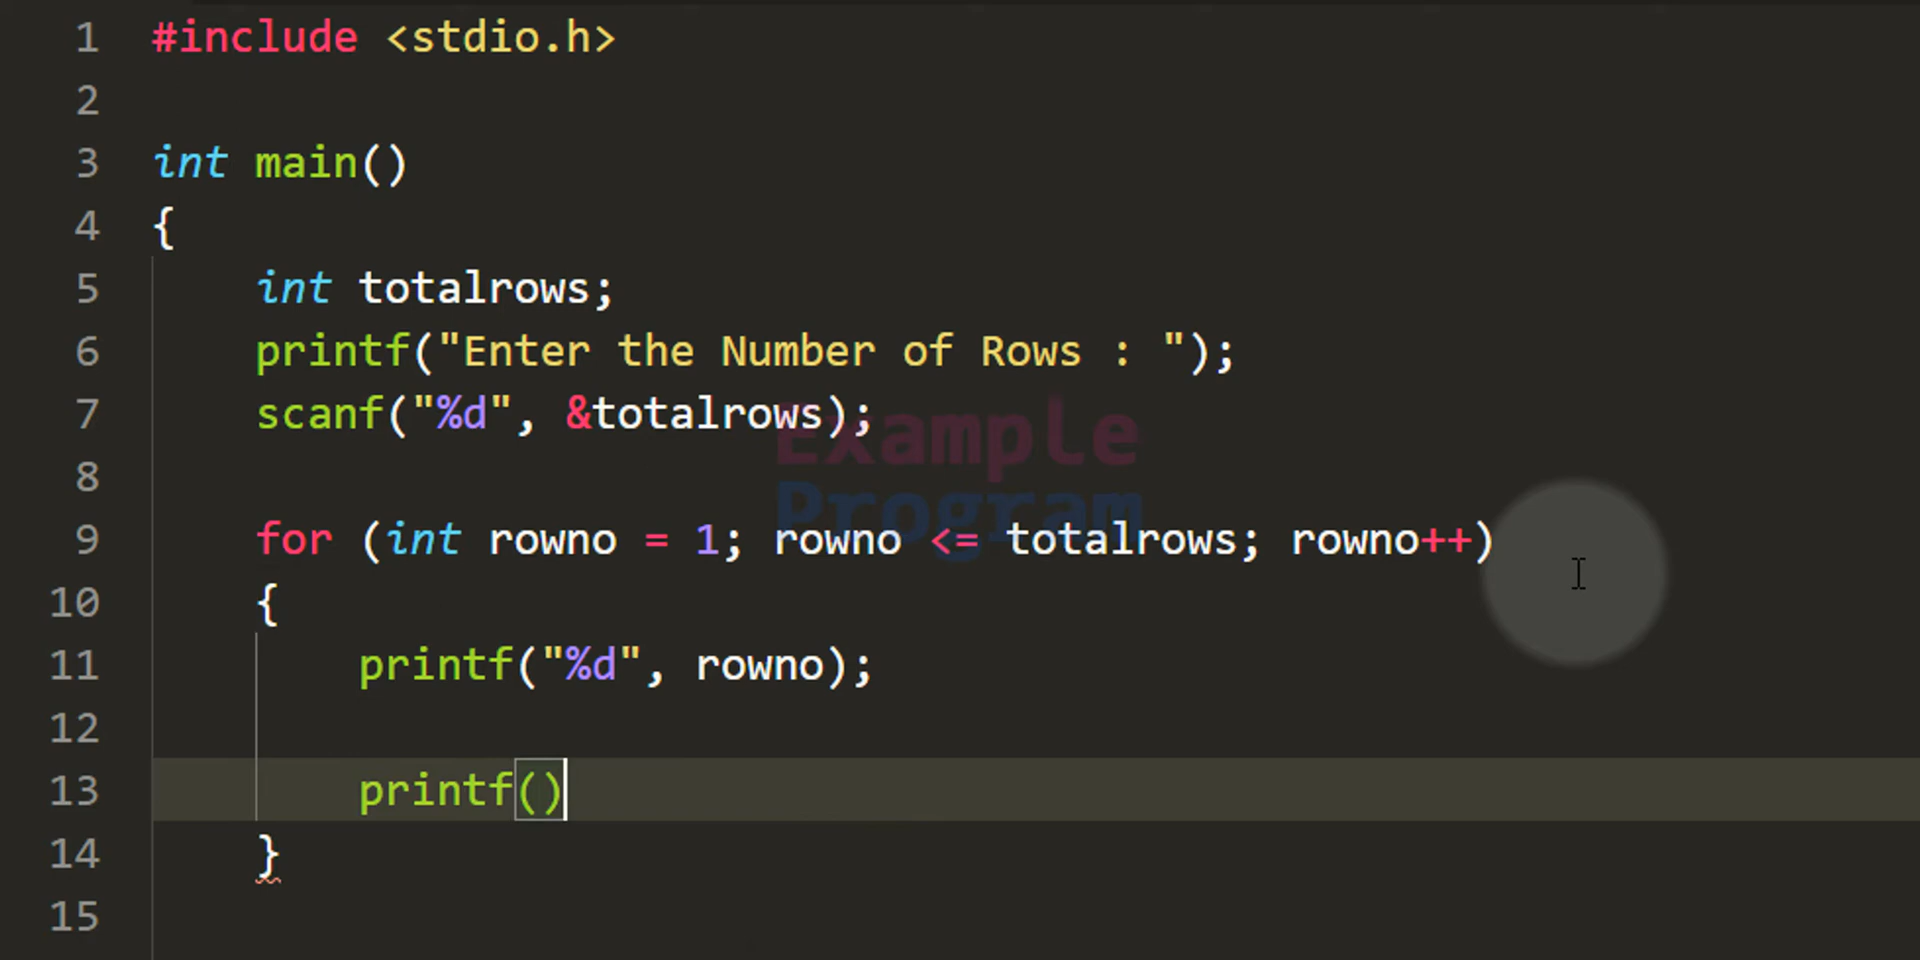 1 #include <stdio.h>
2
3 int main()
4 {
5 int totalrows;
6 printf("Enter the Number of Rows : ");
7 scanf("%d", &totalrows);
Example
8
Program
9 for (int rowno = 1; rowno <= totalrows; rowno++)
10 {
11 printf("%d", rowno);
12
13 printf()
14 }
15